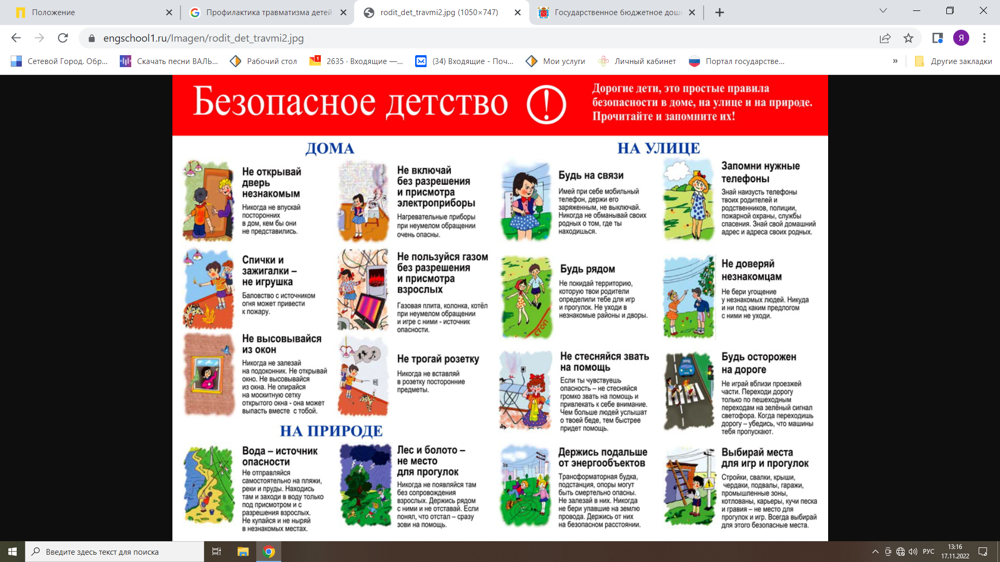 Положение
Профилактика травматизма детей
rodit_det_travmi2.jpg (1050×747)
Государственное бюджетное дош
engschool1.ru/Imagen/rodit_det_travmi2.jpg
Я
Сетевой Город. Обр...
Скачать песни ВАЛЬ...
Рабочий стол
1
2635 · Входящие —...
(34) Входящие - Поч...
Мои услуги
Личный кабинет
Портал государстве...
»
Другие закладки
Безопасное детство
!
Дорогие дети, это простые правила
безопасности в доме, на улице и на природе.
Прочитайте и запомните их!
ДОМА
Не открывай
дверь
незнакомым
Никогда не впускай
посторонних
в дом, кем бы они
не представились.
Не включай
без разрешения
и присмотра
электроприборы
Нагревательные приборы
при неумелом обращении
очень опасны.
Спички и
зажигалки –
не игрушка
Баловство с источником
огня может привести
к пожару.
Не пользуйся газом
без разрешения
и присмотра
взрослых
Газовая плита, колонка, котёл
при неумелом обращении
и игре с ними - источник
опасности.
Не высовывайся
из окон
Никогда не залезай
на подоконник. Не открывай
окно. Не высовывайся
из окна. Не опирайся
на москитную сетку
открытого окна - она может
выпасть вместе с тобой.
Не трогай розетку
Никогда не вставляй
в розетку посторонние
предметы.
НА УЛИЦЕ
Будь на связи
Имей при себе мобильный
телефон, держи его
заряженным, не выключай.
Никогда не обманывай своих
родных о том, где ты
находишься.
Запомни нужные
телефоны
Знай наизусть телефоны
твоих родителей и
родственников, полиции,
пожарной охраны, службы
спасения. Знай свой домашний
адрес и адреса своих родных.
СТОП
Будь рядом
Не покидай территорию,
которую твои родители
определили тебе для игр
и прогулок. Не уходи в
незнакомые районы и дворы.
Не доверяй
незнакомцам
Не бери угощение
у незнакомых людей. Никуда
и ни под каким предлогом
с ними не уходи.
Не стесняйся звать
на помощь
Если ты чувствуешь
опасность – не стесняйся
громко звать на помощь и
привлекать к себе внимание.
Чем больше людей услышат
о твоей беде, тем быстрее
придет помощь.
Будь осторожен
на дороге
Не играй вблизи проезжей
части. Переходи дорогу
только по пешеходным
переходам на зелёный сигнал
светофора. Когда переходишь
дорогу – убедись, что машины
тебя пропускают.
Держись подальше
от энергообъектов
Трансформаторная будка,
подстанция, опоры могут
быть смертельно опасны.
Не залезай в них. Никогда
не бери упавшие на землю
провода. Держись от них
на безопасном расстоянии.
Выбирай места
для игр и прогулок
Стройки, свалки, крыши,
чердаки, подвалы, гаражи,
промышленные зоны,
котлованы, карьеры, кучи песка
и гравия – не место для
прогулок и игр. Всегда выбирай
для этого безопасные места.
НА ПРИРОДЕ
Вода – источник
опасности
Не отправляйся
самостоятельно на пляжи,
реки и пруды. Находись
там и заходи в воду только
под присмотром и с
разрешения взрослых.
Не купайся и не ныряй
в незнакомых местах.
Лес и болото –
не место
для прогулок
Никогда не появляйся там
без сопровождения
взрослых. Держись рядом
с ними и не отставай. Если
понял, что отстал – сразу
зови на помощь.
Введите здесь текст для поиска
РУС
13:16
17.11.2022